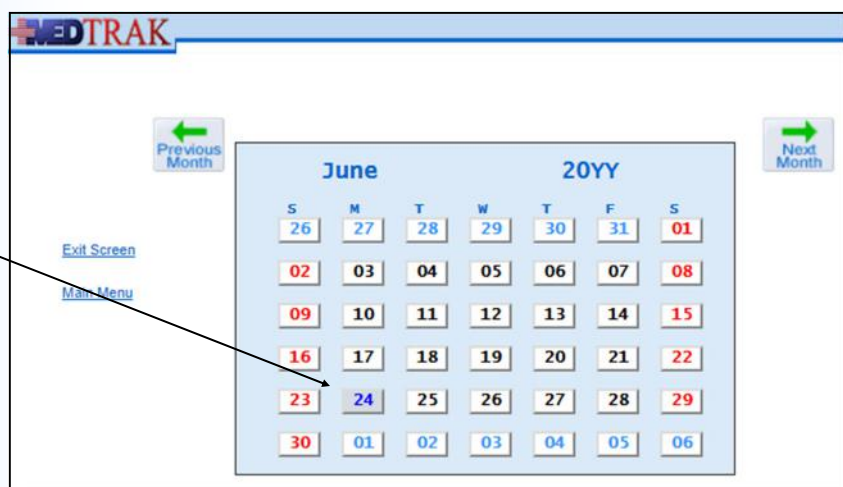 MEDTRAK
Previous
Month
Next
Month
June 20YY
S M T W T F S
26 27 28 29 30 31 01
Exit Screen
02 03 04 05 06 07 08
Main Menu
09 10 11 12 13 14 15
16 17 18 19 20 21 22
23 24 25 26 27 28 29
30 01 02 03 04 05 06